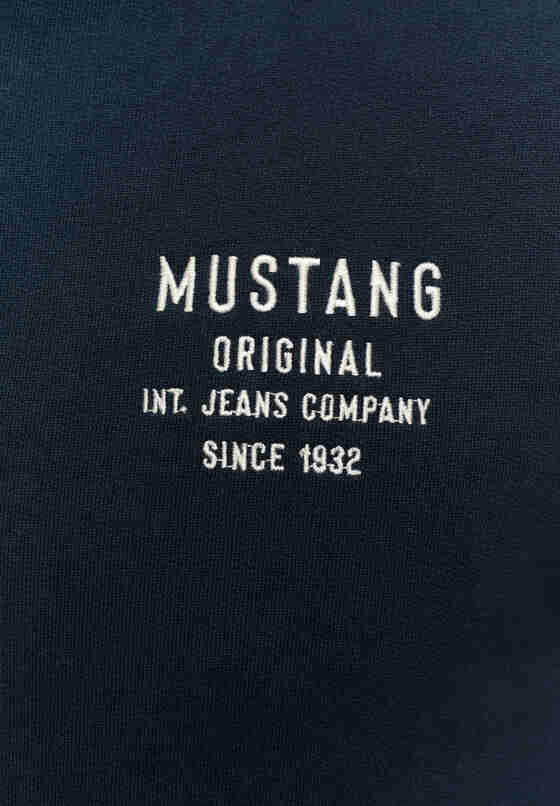 MUSTANG
ORIGINAL
INT. JEANS COMPANY
SINCE 1932